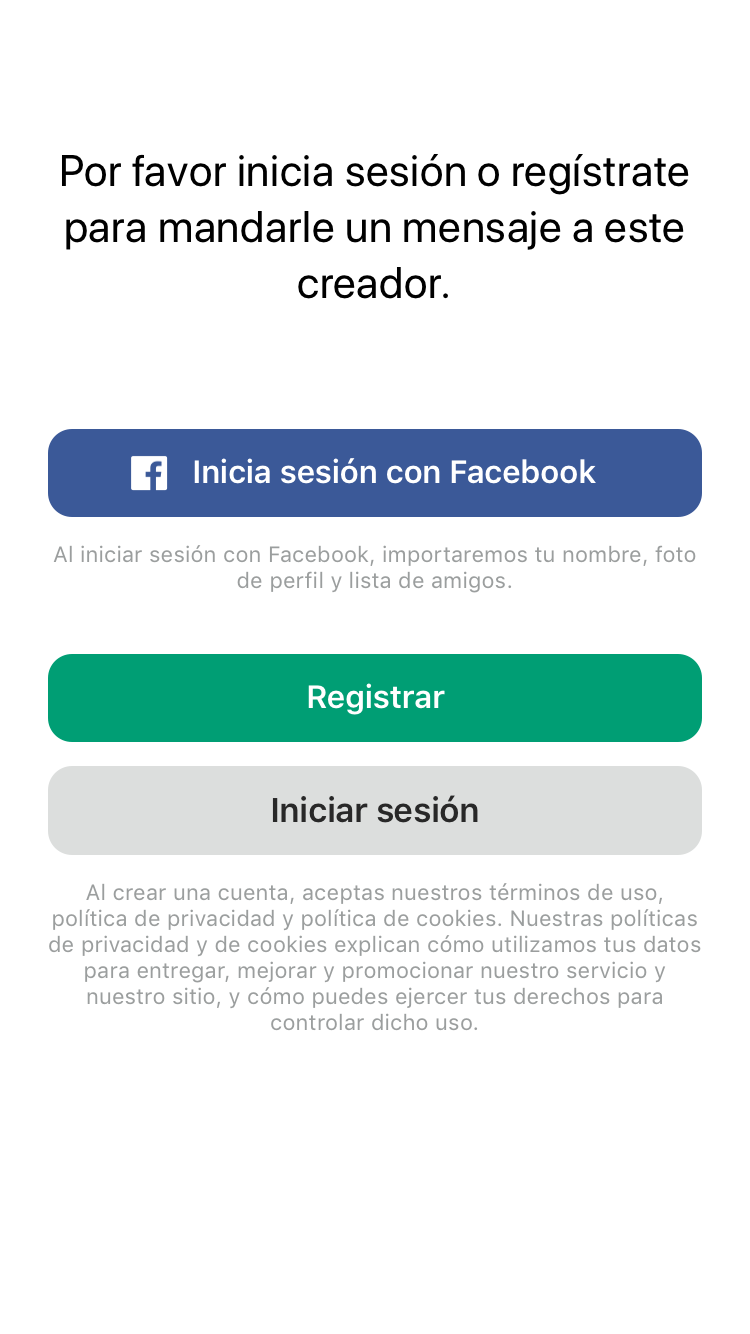 Por favor inicia sesión o regístrate
para mandarle un mensaje a este
creador.
Inicia sesión con Facebook
Al iniciar sesión con Facebook, importaremos tu nombre, foto
de perfil y lista de amigos.
Registrar
Iniciar sesión
Al crear una cuenta, aceptas nuestros términos de uso,
política de privacidad y política de cookies. Nuestras políticas
de privacidad y de cookies explican cómo utilizamos tus datos
para entregar, mejorar y promocionar nuestro servicio y
nuestro sitio, y cómo puedes ejercer tus derechos para
controlar dicho uso.